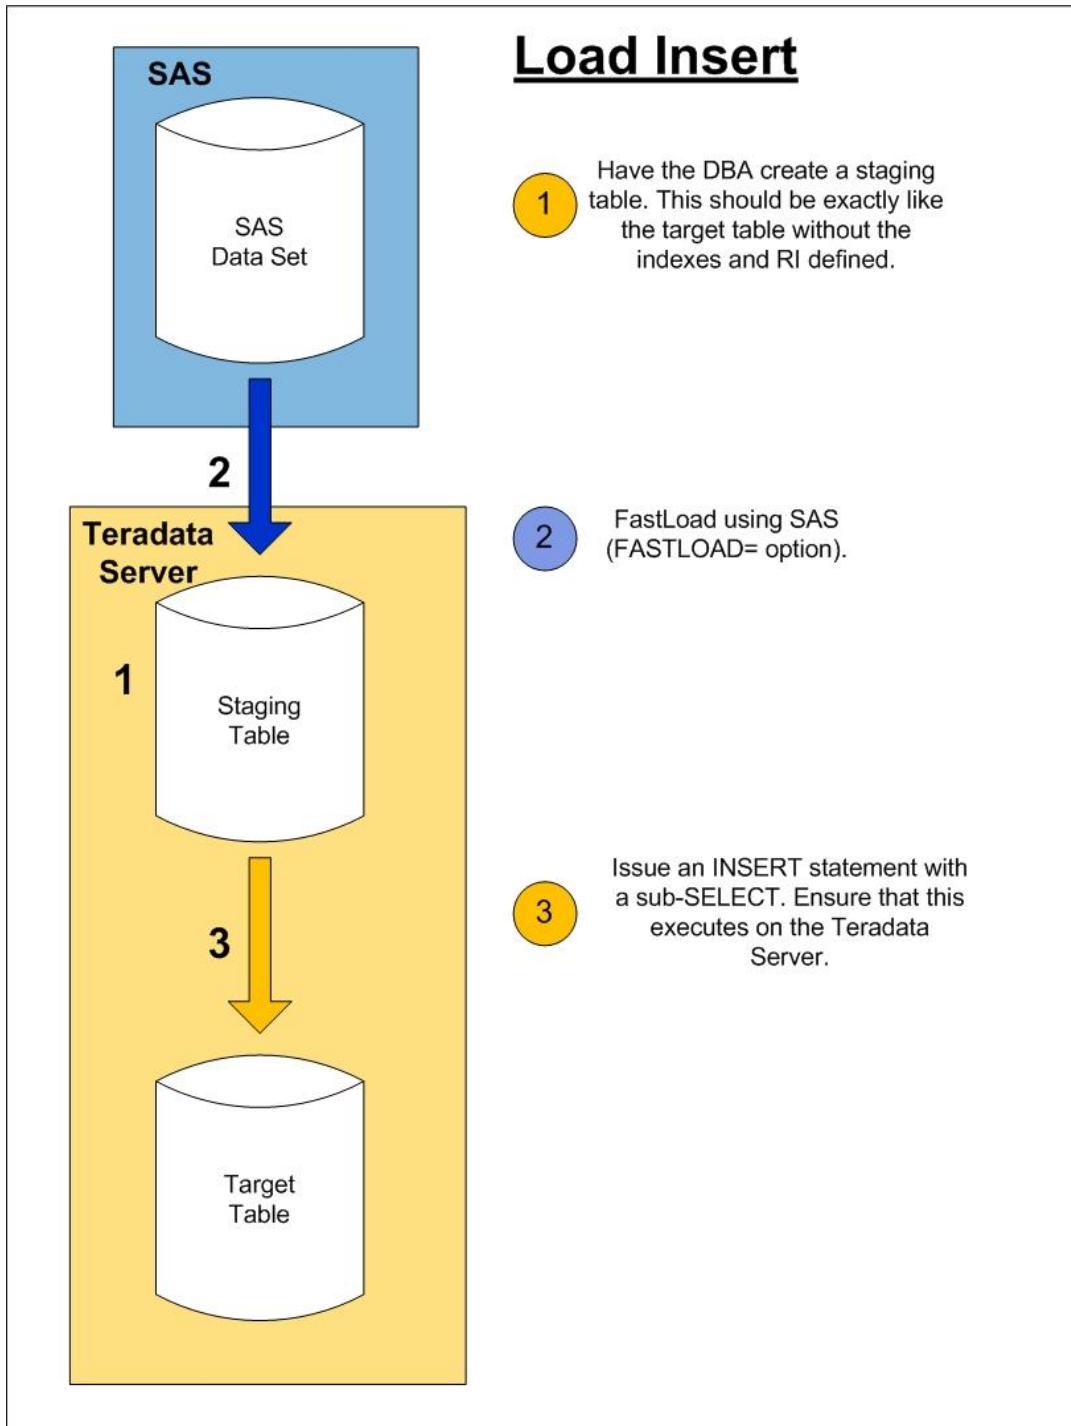 Load Insert
SAS
SAS
Data Set
1
Have the DBA create a staging
table. This should be exactly like
the target table without the
indexes and RI defined.
2
Teradata
Server
2
FastLoad using SAS
(FASTLOAD= option).
1
Staging
Table
3
3
Issue an INSERT statement with
a sub-SELECT. Ensure that this
executes on the Teradata
Server.
Target
Table